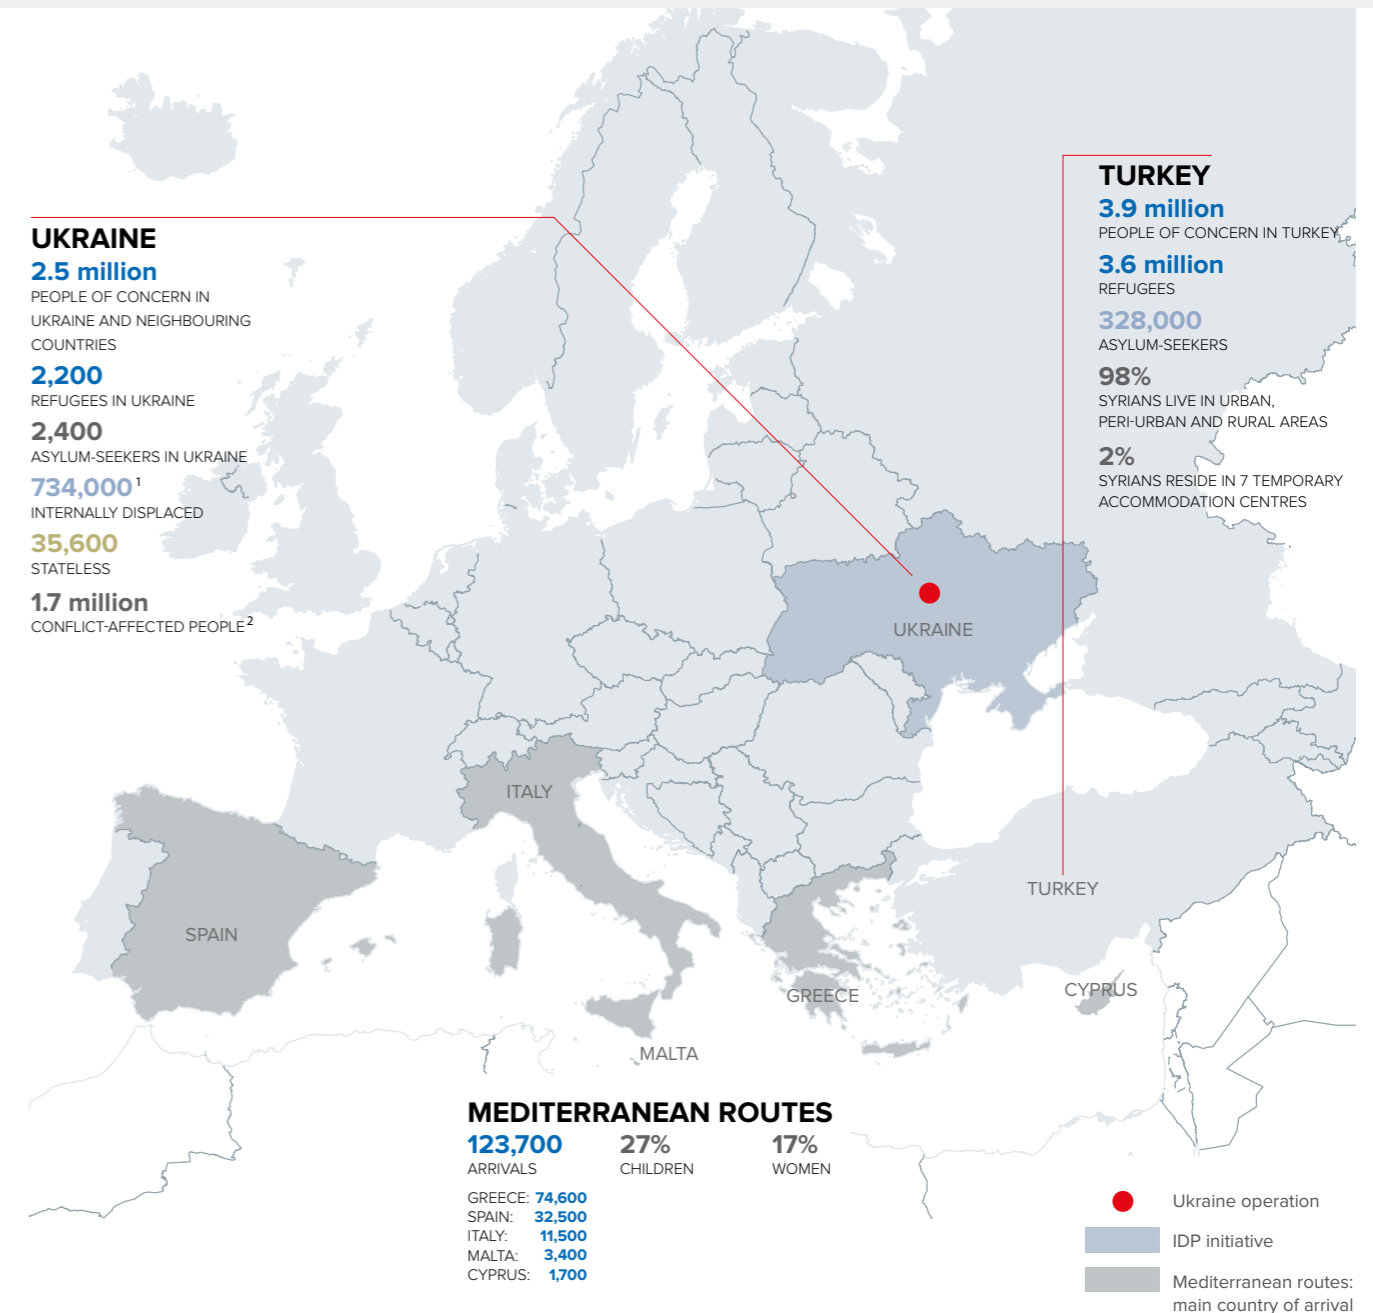 UKRAINE
2.5 million
PEOPLE OF CONCERN IN
UKRAINE AND NEIGHBOURING
COUNTRIES
2,200
REFUGEES IN UKRAINE
2,400
ASYLUM-SEEKERS IN UKRAINE
734,000¹
INTERNALLY DISPLACED
35,600
STATELESS
1.7 million
CONFLICT-AFFECTED PEOPLE²
TURKEY
3.9 million
PEOPLE OF CONCERN IN TURKEY
3.6 million
REFUGEES
328,000
ASYLUM-SEEKERS
98%
SYRIANS LIVE IN URBAN,
PERI-URBAN AND RURAL AREAS
2%
SYRIANS RESIDE IN 7 TEMPORARY
ACCOMMODATION CENTRES
UKRAINE
ITALY
SPAIN
TURKEY
GREECE
CYPRUS
MALTA
MEDITERRANEAN ROUTES
123,700 27% 17%
ARRIVALS CHILDREN WOMEN
GREECE: 74,600
SPAIN: 32,500
ITALY: 11,500
MALTA: 3,400
CYPRUS: 1,700
Ukraine operation
IDP initiative
Mediterranean routes:
main country of arrival